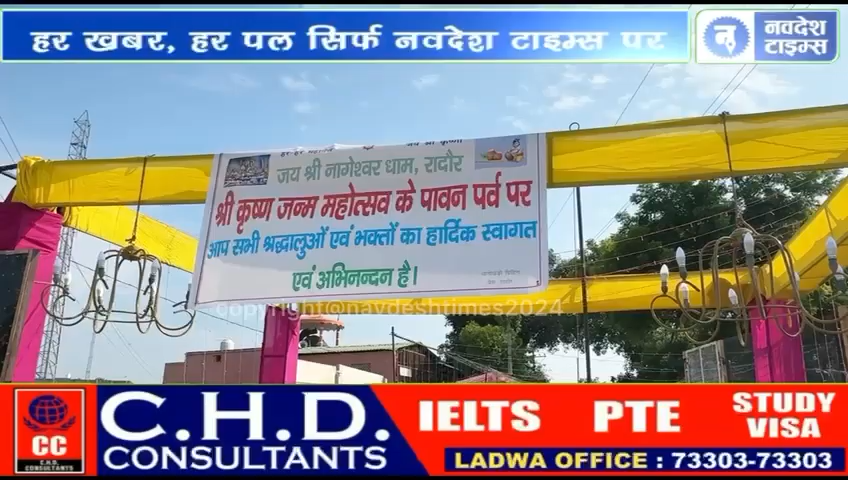 हर खबर, हर पल सिर्फ नवदेश टाइम्स पर
न.
नवदेश
टाइम्स
जय श्री नागेश्वर धाम, रादौर
श्री कृष्ण जन्म महोत्सव के पावन पर्व पर
आप सभी श्रद्धालुओं एवं भक्तों का हार्दिक स्वागत
एवं अभिनन्दन है।
copyright@navdeshtimes2024
CC
C.H.D.
CONSULTANTS
C.H.D.
CONSULTANTS
IELTS PTE STUDY VISA
LADWA OFFICE : 73303-73303